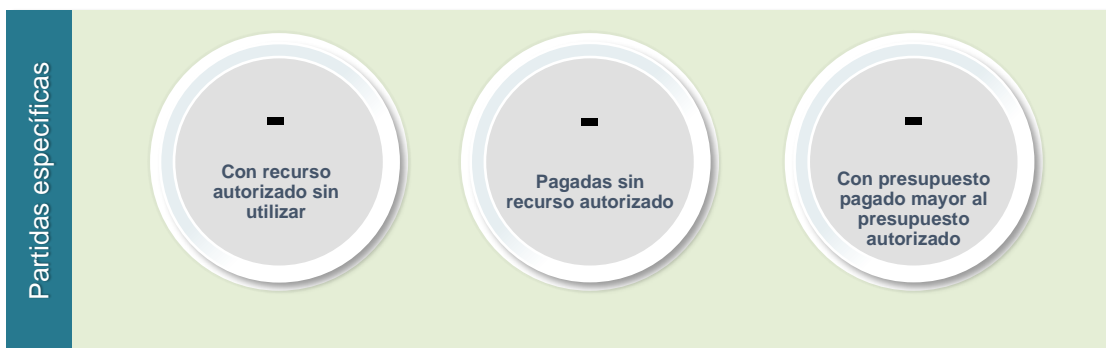 Partidas específicas
-
Con recurso
autorizado sin
utilizar
-
Pagadas sin
recurso autorizado
-
Con presupuesto
pagado mayor al
presupuesto
autorizado